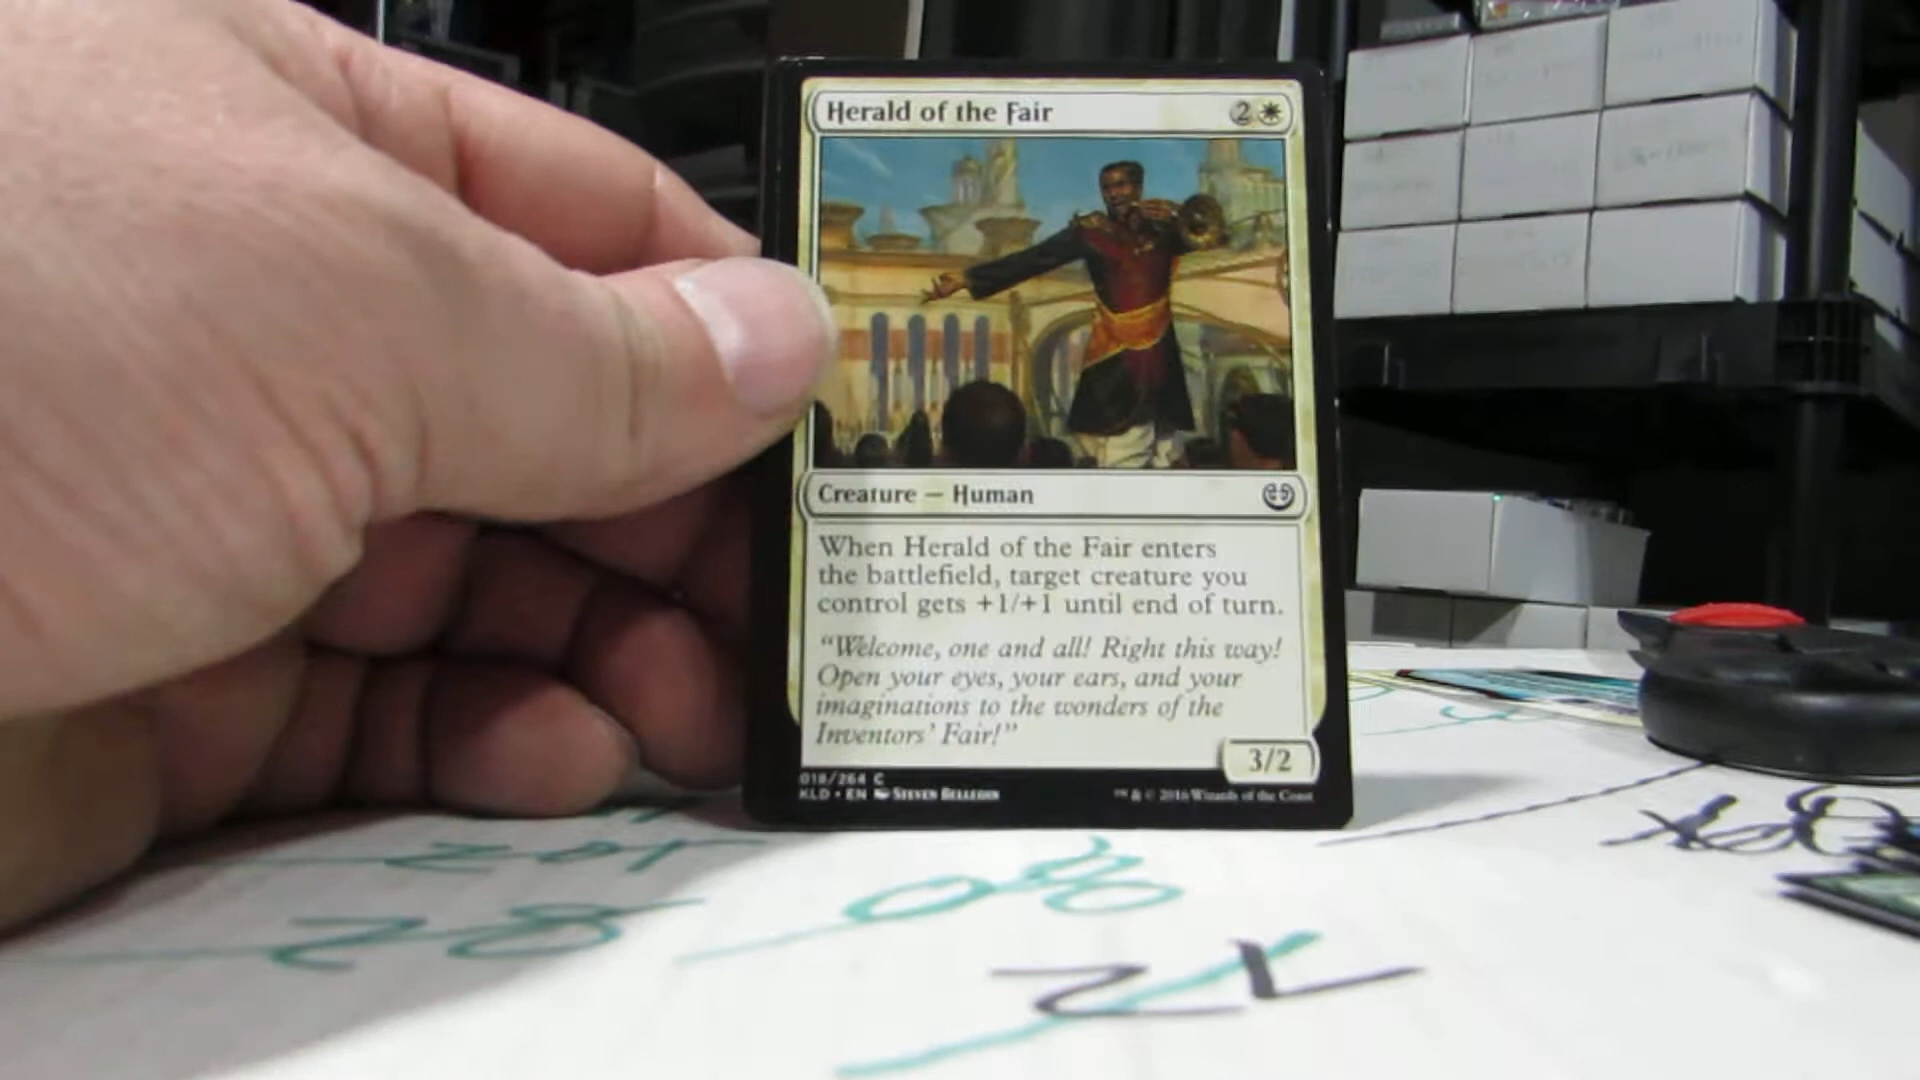 Herald of the Fair 2
Creature — Human
When Herald of the Fair enters
the battlefield, target creature you
control gets +1/+1 until end of turn.
"Welcome, one and all! Right this way!
Open your eyes, your ears, and your
imaginations to the wonders of the
Inventors' Fair!"
3/2
018/264 C
KLD • EN Steven Belledin
™ & © 2016 Wizards of the Coast